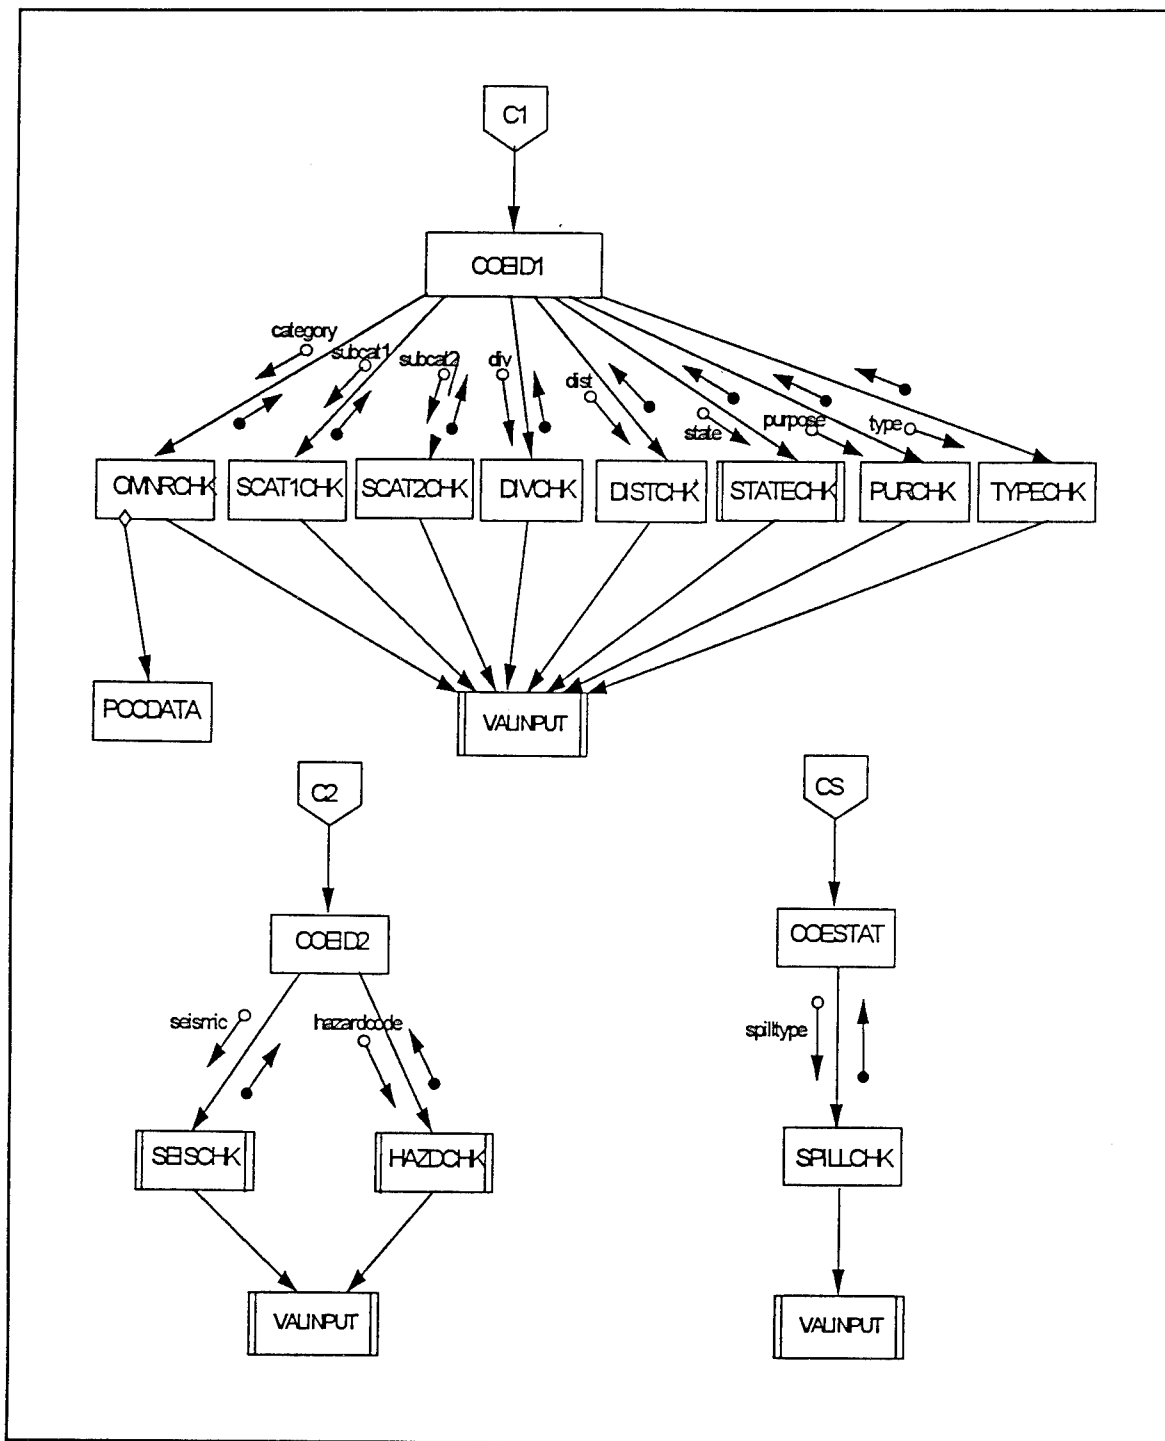 C1
COEID1
category
subcat1
subcat2
div
dist
state
purpose
type
OWNRCHK
SCAT1CHK
SCAT2CHK
DIVCHK
DISTCHK
STATECHK
PURCHK
TYPECHK
POCDATA
VALINPUT
C2
CS
COEID2
COESTAT
seismic
hazardcode
spilltype
SEISCHK
HAZDCHK
SPILLCHK
VALINPUT
VALINPUT